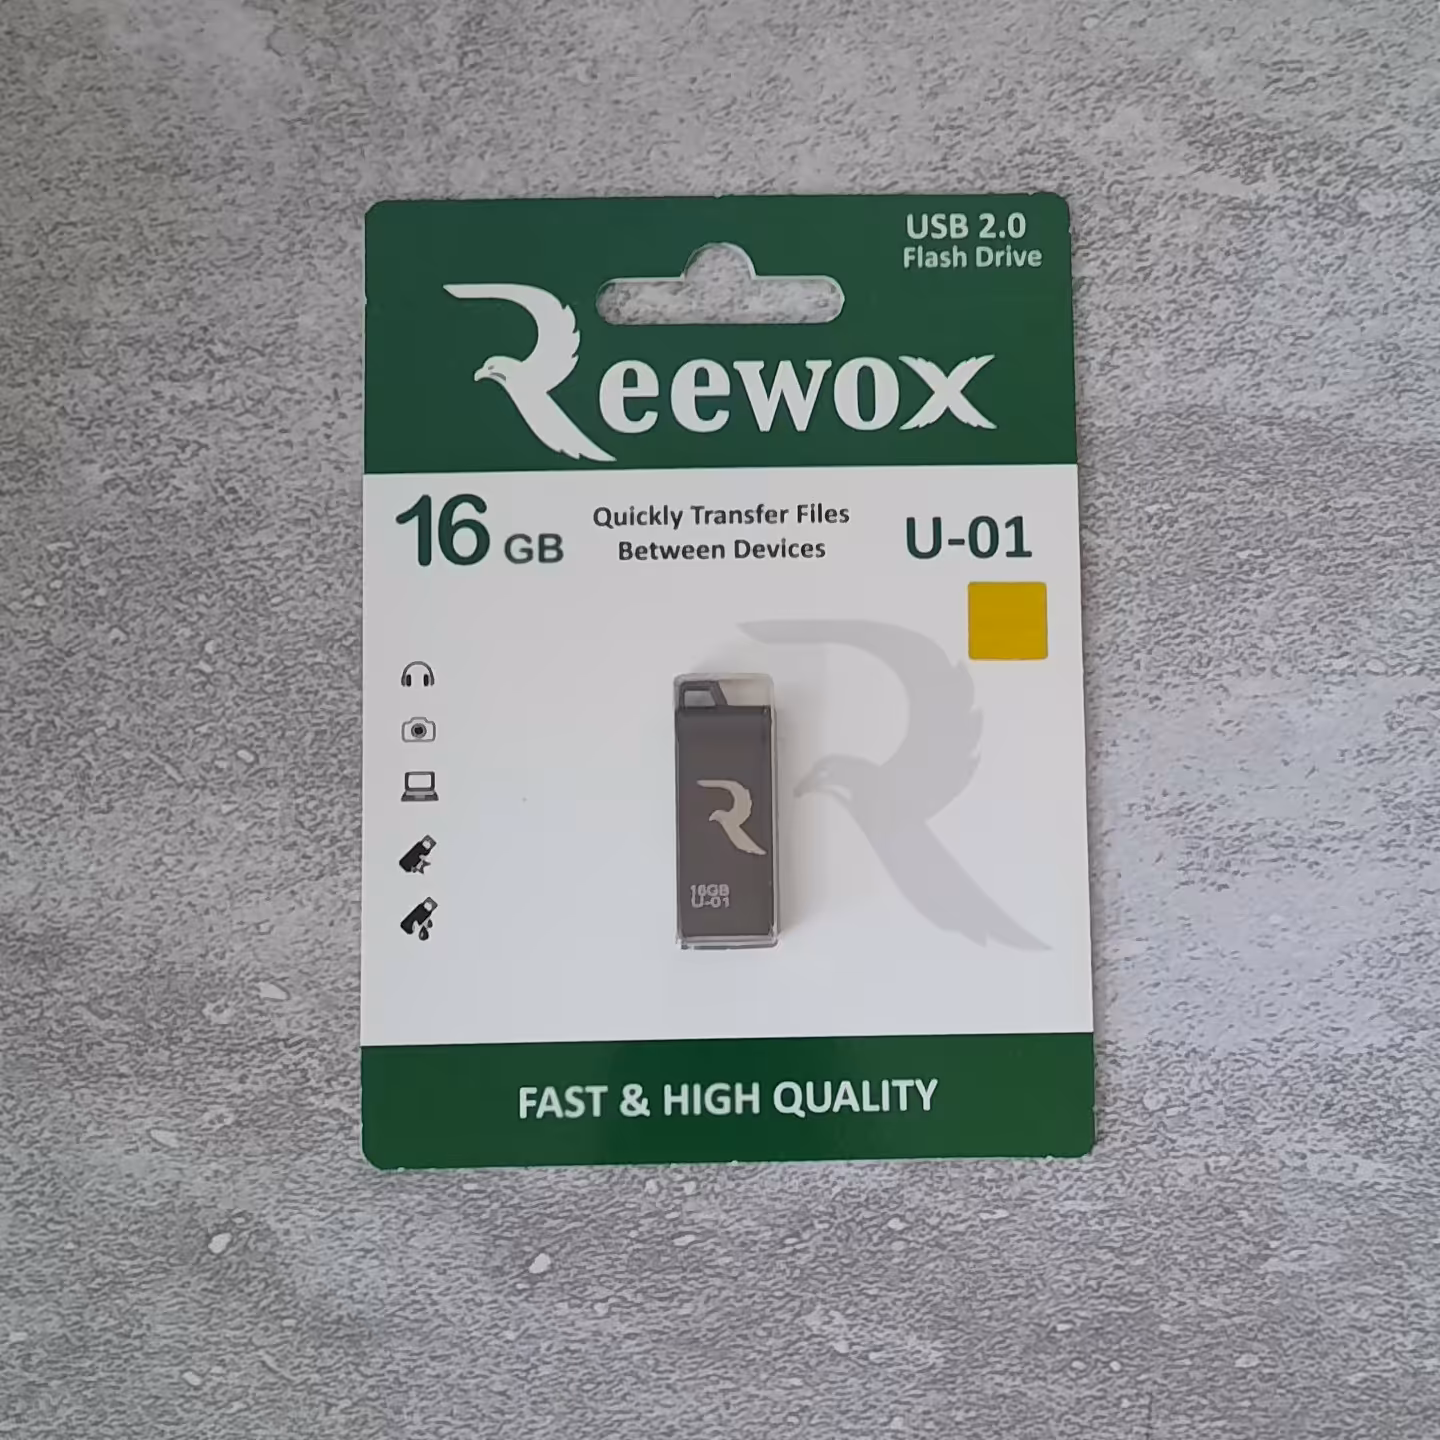 USB 2.0
Flash Drive
Reewox
16 GB
Quickly Transfer Files
Between Devices
U-01
16GB
U-01
FAST & HIGH QUALITY